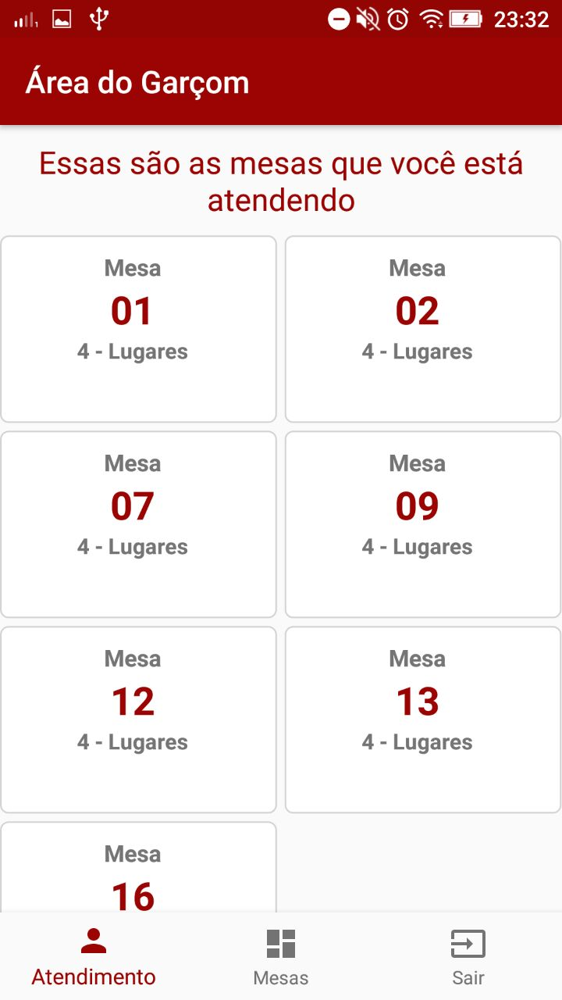 23:32
Área do Garçom
Essas são as mesas que você está
atendendo
Mesa
01
4 - Lugares
Mesa
02
4 - Lugares
Mesa
07
4 - Lugares
Mesa
09
4 - Lugares
Mesa
12
4 - Lugares
Mesa
13
4 - Lugares
Mesa
16
Atendimento
Mesas
Sair